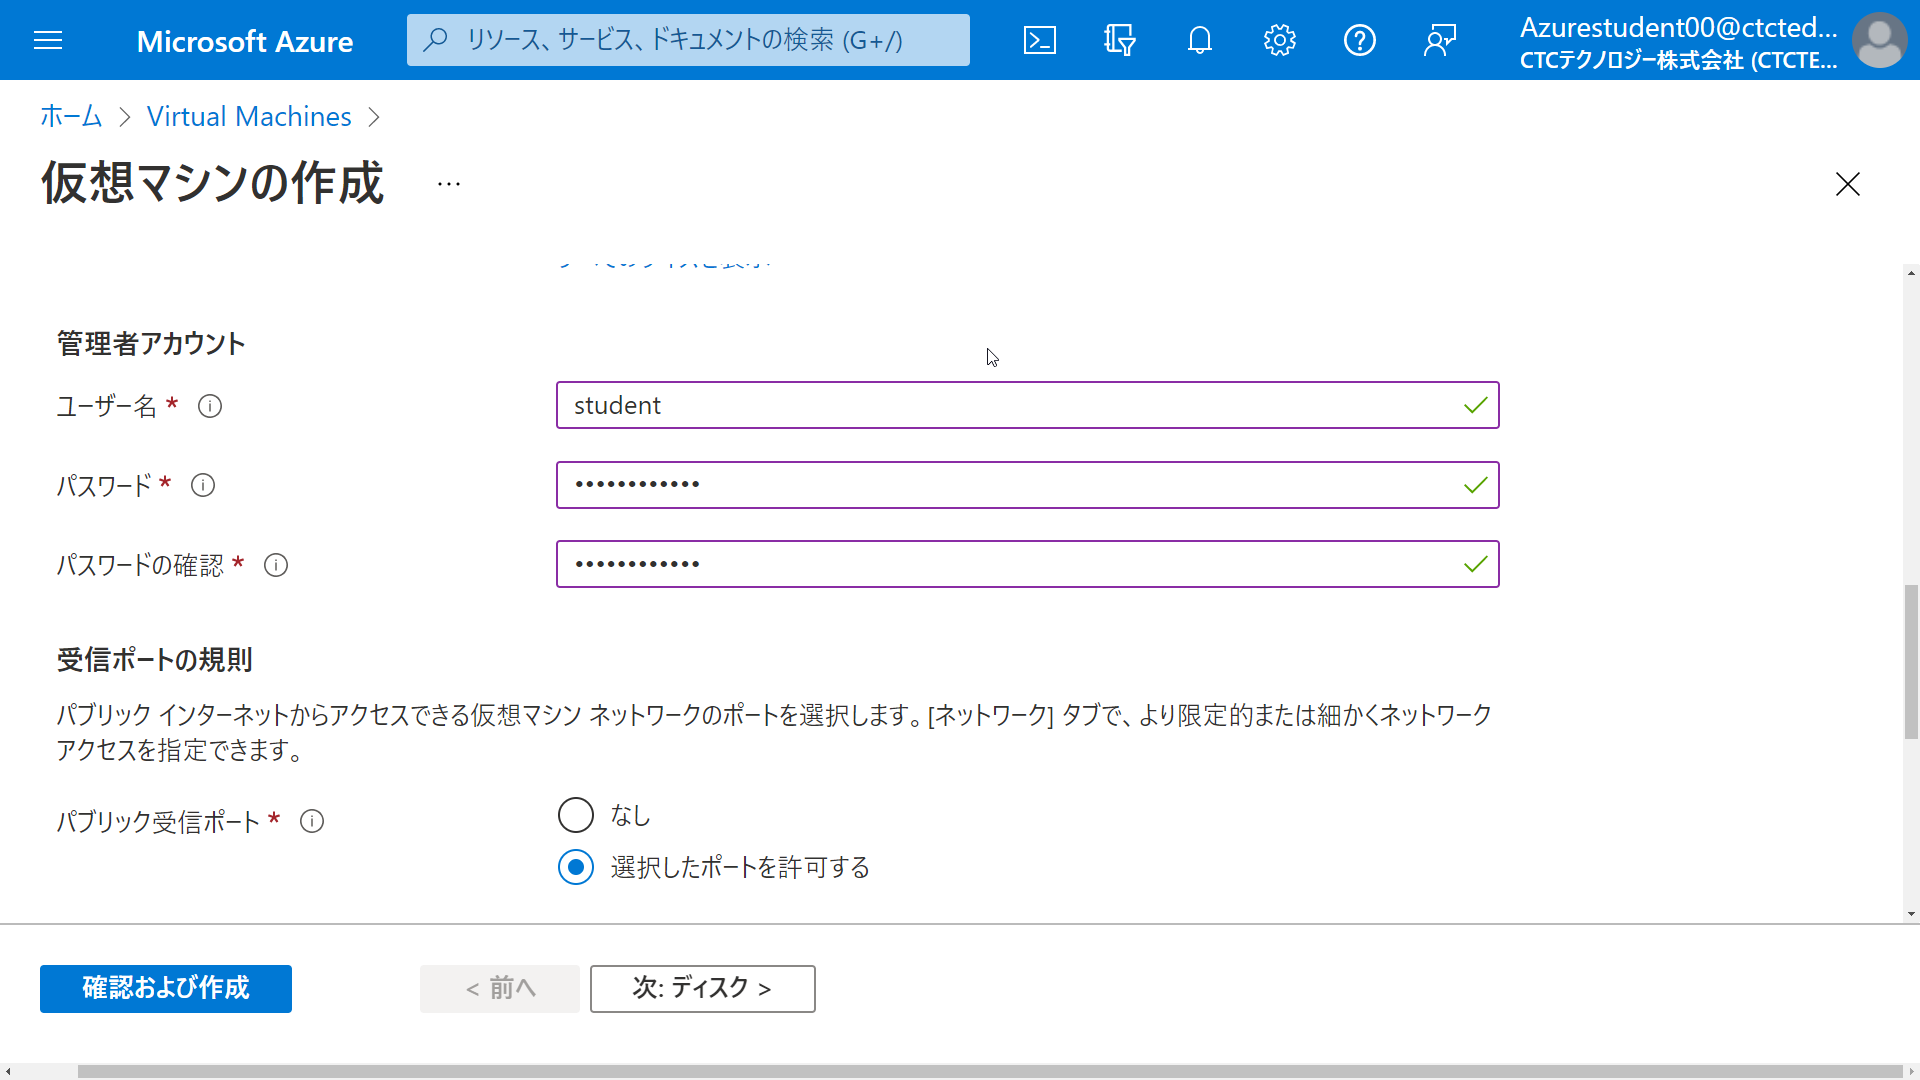 Microsoft Azure
リソース、サービス、ドキュメントの検索 (G+/)
Azurestudent00@ctcted...
CTCテクノロジー株式会社 (CTCTE...
ホーム > Virtual Machines >
仮想マシンの作成 ...
管理者アカウント
ユーザー名 *
student
パスワード *
••••••••••••
パスワードの確認 *
••••••••••••
受信ポートの規則
パブリック インターネットからアクセスできる仮想マシン ネットワークのポートを選択します。[ネットワーク] タブで、より限定的または細かくネットワーク
アクセスを指定できます。
パブリック受信ポート *
なし
選択したポートを許可する
確認および作成
< 前へ
次: ディスク >